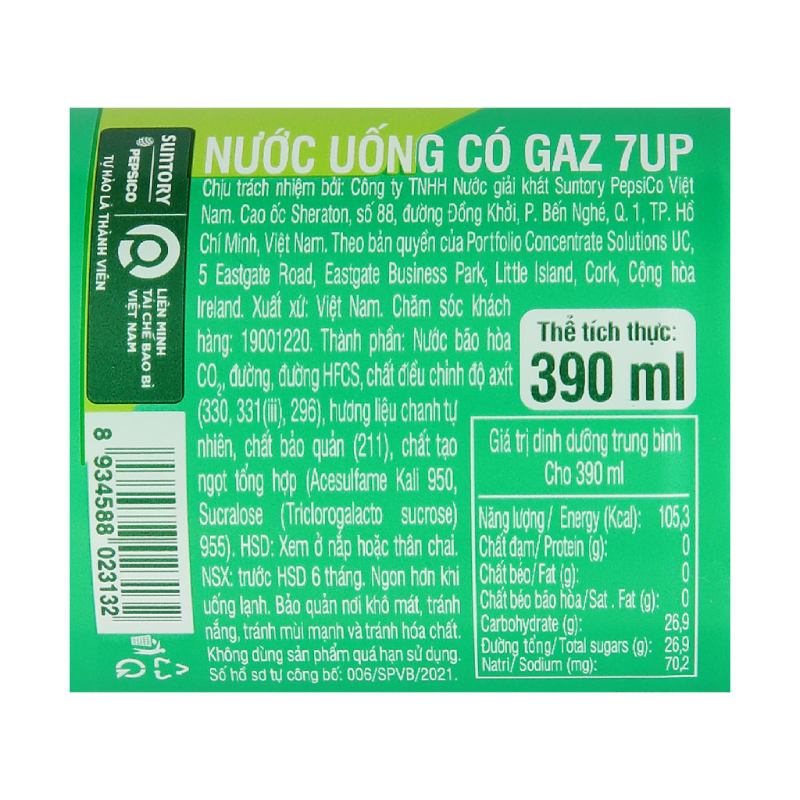 SUNTORY
PEPSICO
TỰ HÀO LÀ THÀNH VIÊN
LIÊN MINH
TÁI CHẾ BAO BÌ
VIỆT NAM
8 934588 023132
NƯỚC UỐNG CÓ GAZ 7UP
Chịu trách nhiệm bởi: Công ty TNHH Nước giải khát Suntory PepsiCo Việt
Nam. Cao ốc Sheraton, số 88, đường Đồng Khởi, P. Bến Nghé, Q. 1, TP. Hồ
Chí Minh, Việt Nam. Theo bản quyền của Portfolio Concentrate Solutions UC,
5 Eastgate Road, Eastgate Business Park, Little Island, Cork, Cộng hòa
Ireland. Xuất xứ: Việt Nam. Chăm sóc khách
hàng: 19001220. Thành phần: Nước bão hòa
CO₂, đường, đường HFCS, chất điều chỉnh độ axít
(330, 331(iii), 296), hương liệu chanh tự
nhiên, chất bảo quản (211), chất tạo
ngọt tổng hợp (Acesulfame Kali 950,
Sucralose (Triclorogalacto sucrose)
955). HSD: Xem ở nắp hoặc thân chai.
NSX: trước HSD 6 tháng. Ngon hơn khi
uống lạnh. Bảo quản nơi khô mát, tránh
nắng, tránh mùi mạnh và tránh hóa chất.
Không dùng sản phẩm quá hạn sử dụng.
Số hồ sơ tự công bố: 006/SPVB/2021.
Thể tích thực:
390 ml
Giá trị dinh dưỡng trung bình
Cho 390 ml
Năng lượng / Energy (Kcal): 105,3
Chất đạm/ Protein (g): 0
Chất béo/ Fat (g): 0
Chất béo bão hòa/ Sat . Fat (g): 0
Carbohydrate (g): 26,9
Đường tổng/ Total sugars (g): 26,9
Natri/ Sodium (mg): 70,2